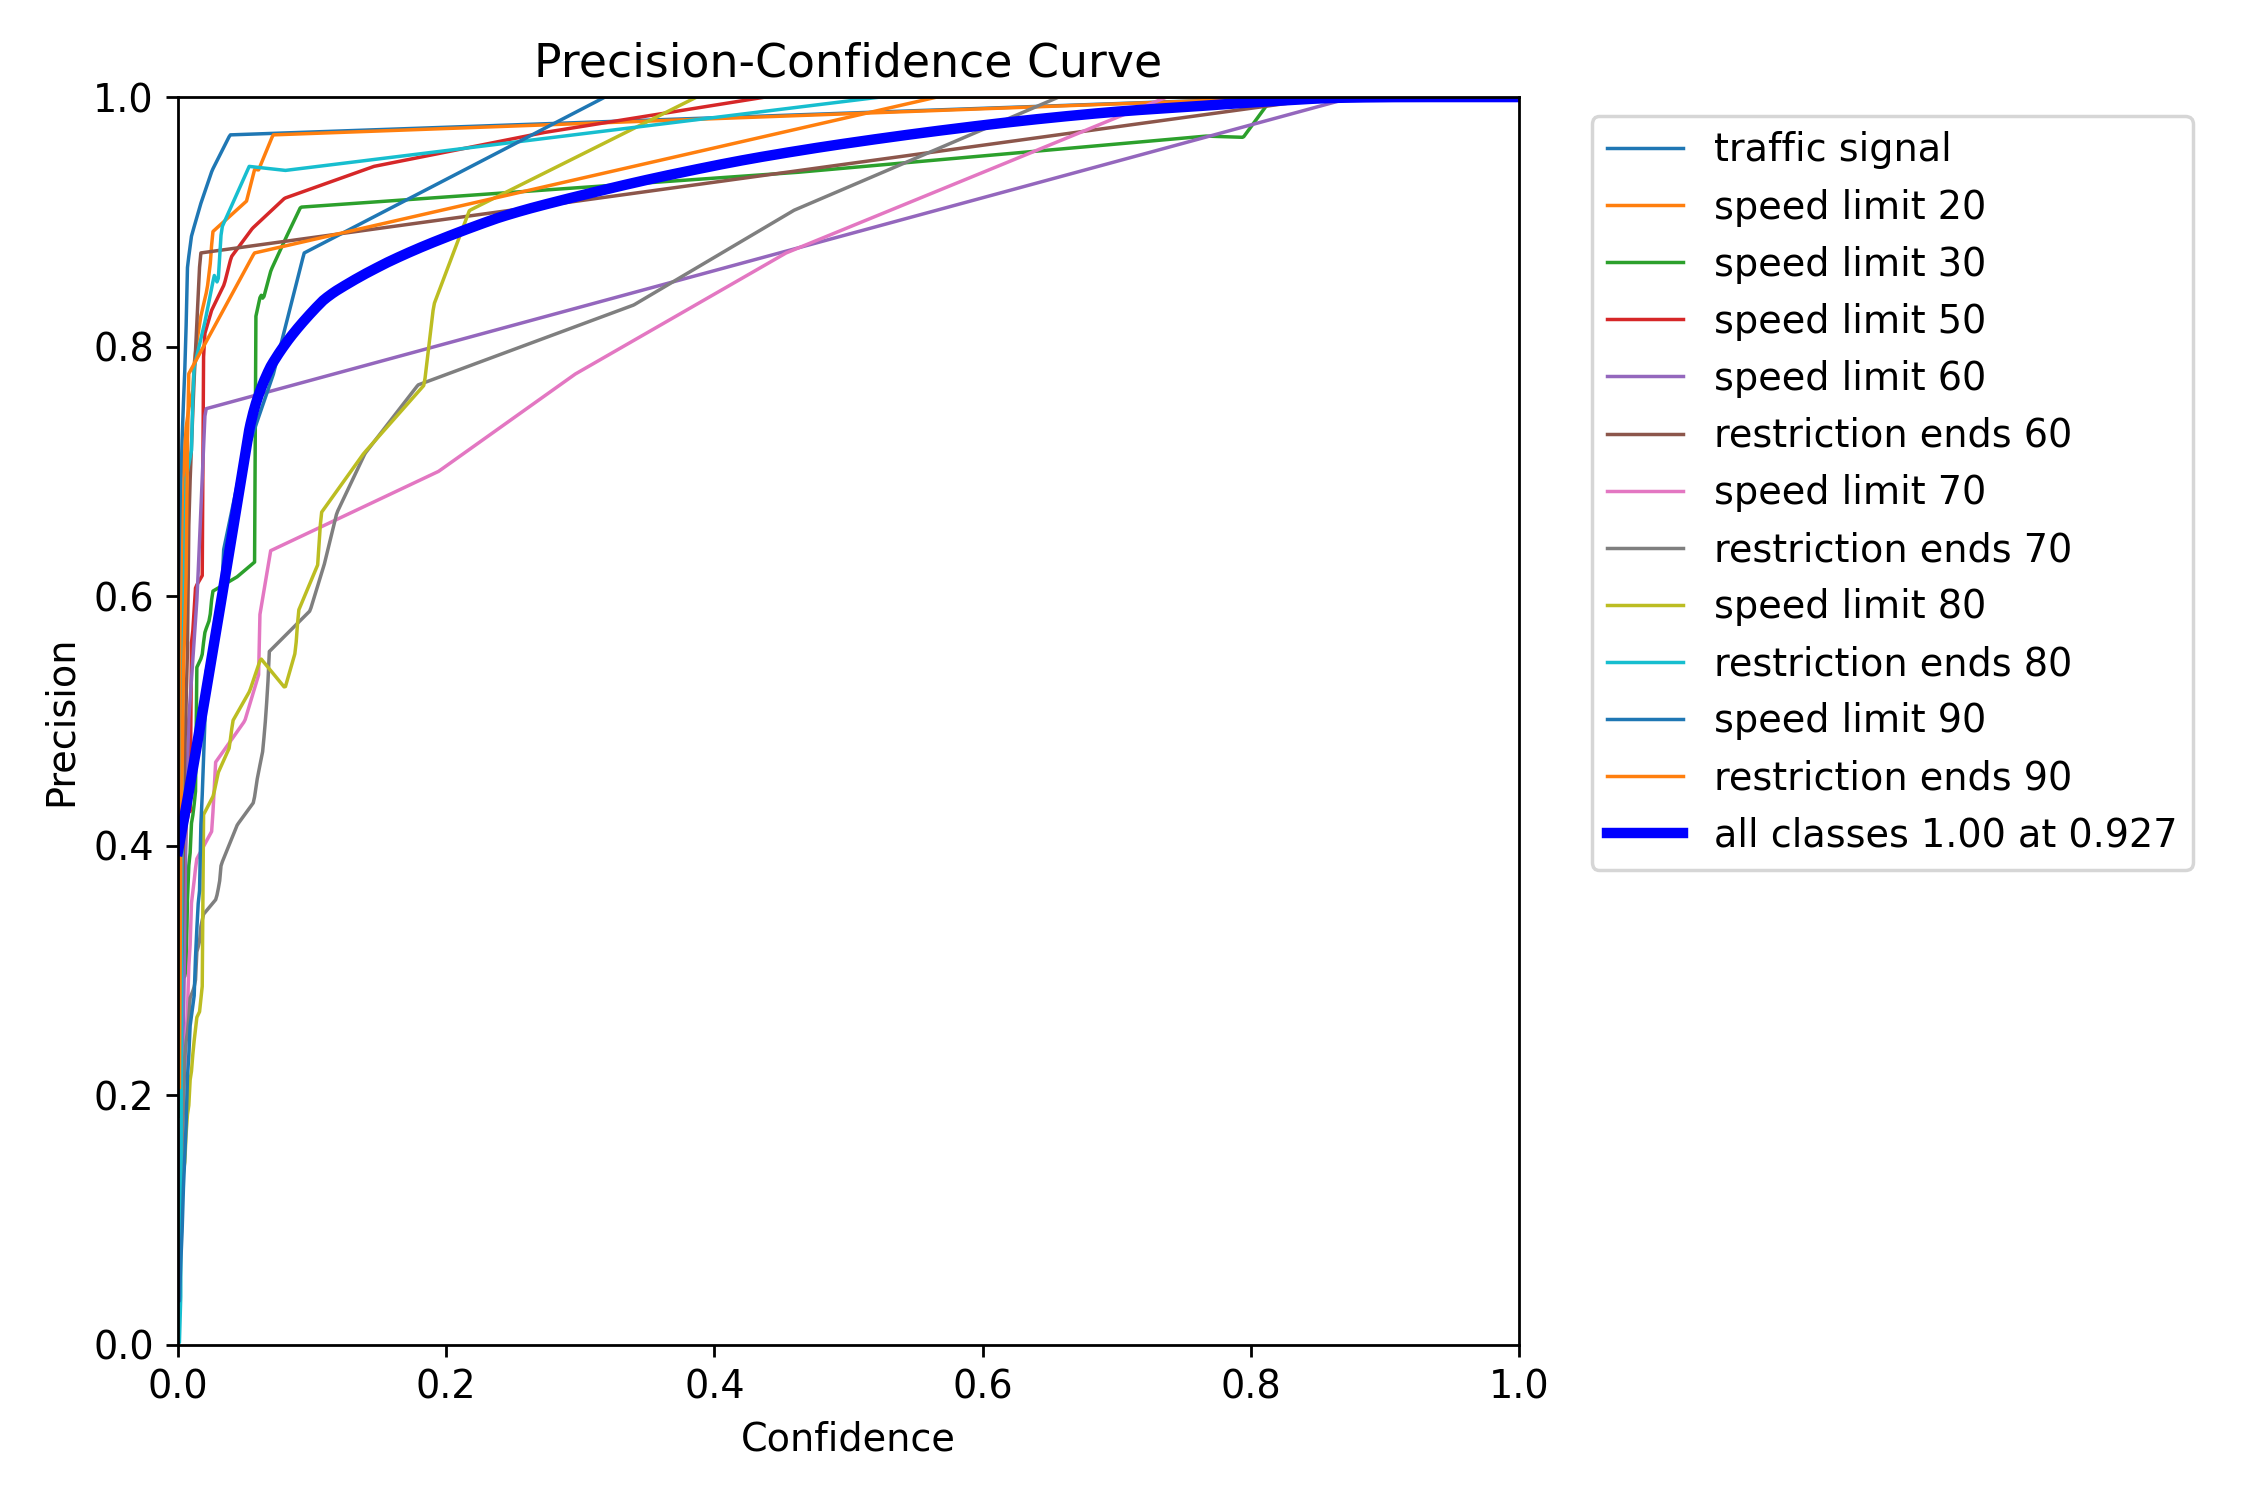 Precision-Confidence Curve
1.0
0.8
0.6
0.4
0.2
0.0
Precision
0.0 0.2 0.4 0.6 0.8 1.0
Confidence
traffic signal
speed limit 20
speed limit 30
speed limit 50
speed limit 60
restriction ends 60
speed limit 70
restriction ends 70
speed limit 80
restriction ends 80
speed limit 90
restriction ends 90
all classes 1.00 at 0.927